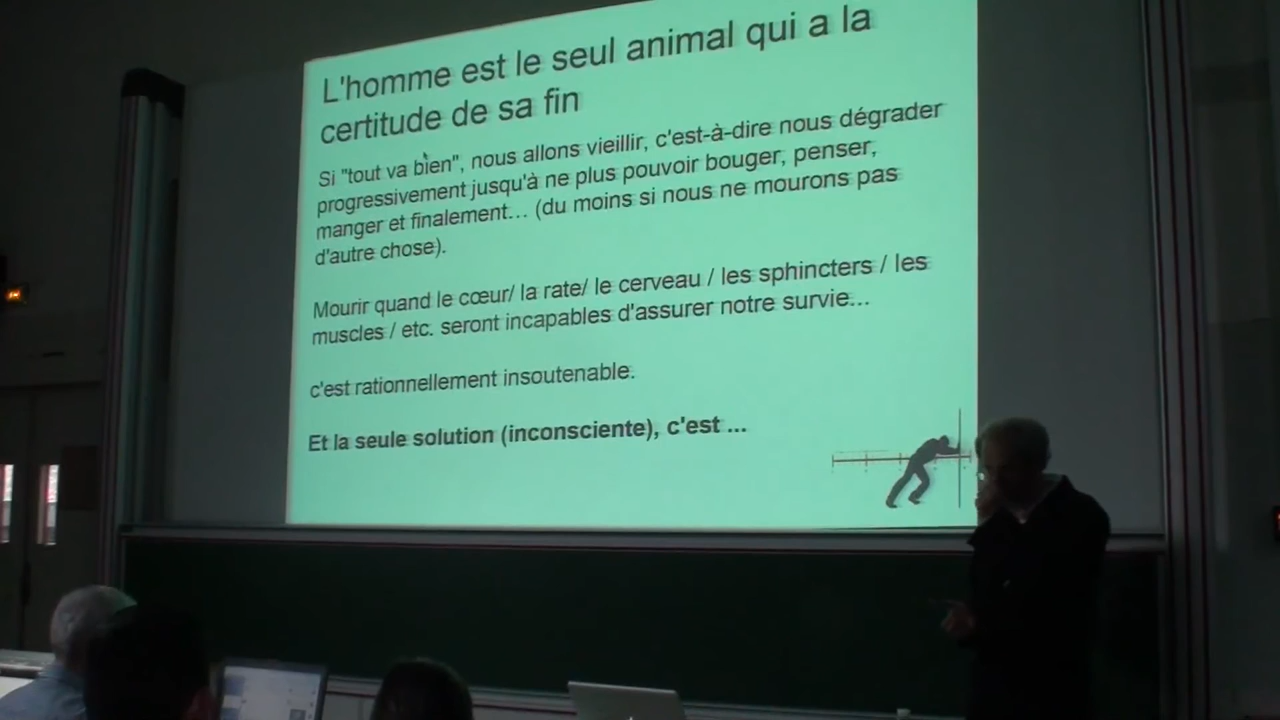 L'homme est le seul animal qui a la
certitude de sa fin
Si "tout va bien", nous allons vieillir, c'est-à-dire nous dégrader
progressivement jusqu'à ne plus pouvoir bouger, penser,
manger et finalement... (du moins si nous ne mourons pas
d'autre chose).
Mourir quand le cœur/ la rate/ le cerveau / les sphincters / les
muscles / etc. seront incapables d'assurer notre survie...
c'est rationnellement insoutenable.
Et la seule solution (inconsciente), c'est ...